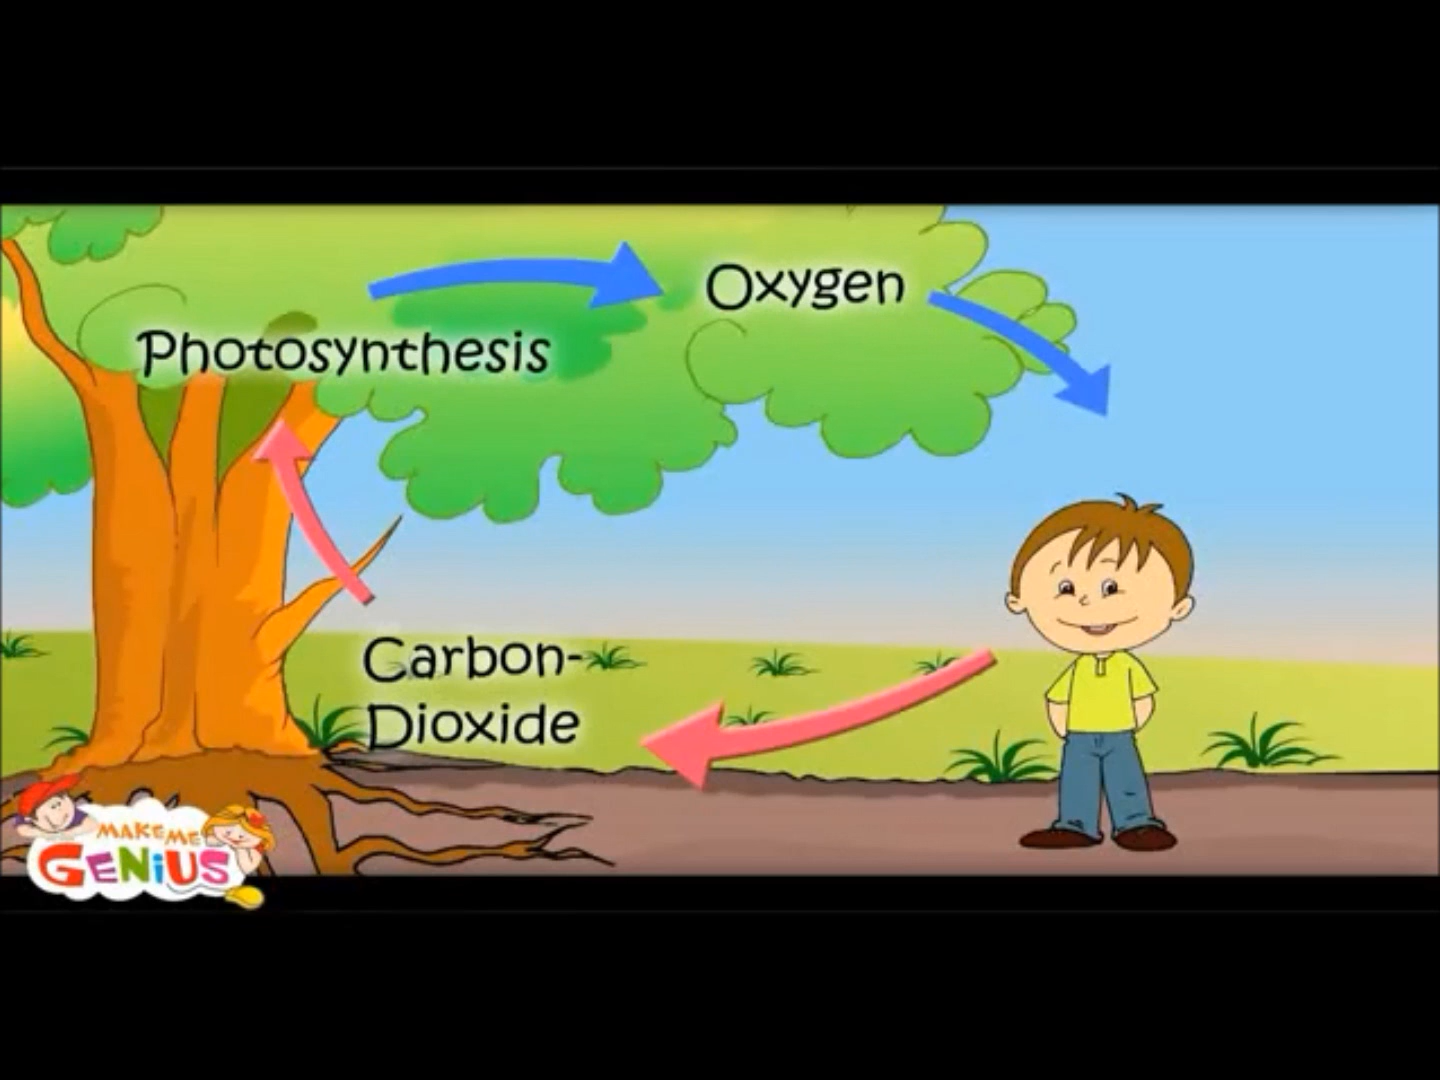 Oxygen
Photosynthesis
Carbon-
Dioxide
MAKE ME
GENIUS